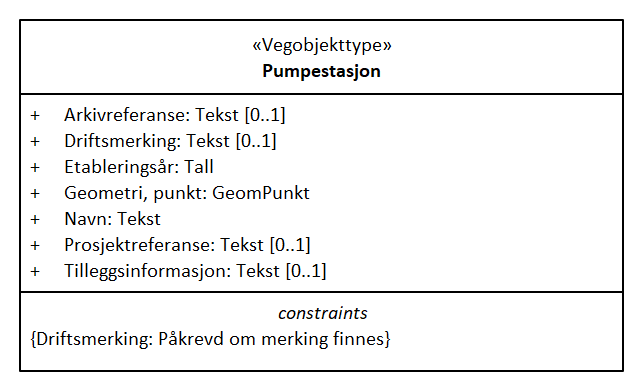 «Vegobjekttype»
Pumpestasjon
+ Arkivreferanse: Tekst [0..1]
+ Driftsmerking: Tekst [0..1]
+ Etableringsår: Tall
+ Geometri, punkt: GeomPunkt
+ Navn: Tekst
+ Prosjektreferanse: Tekst [0..1]
+ Tilleggsinformasjon: Tekst [0..1]
constraints
{Driftsmerking: Påkrevd om merking finnes}